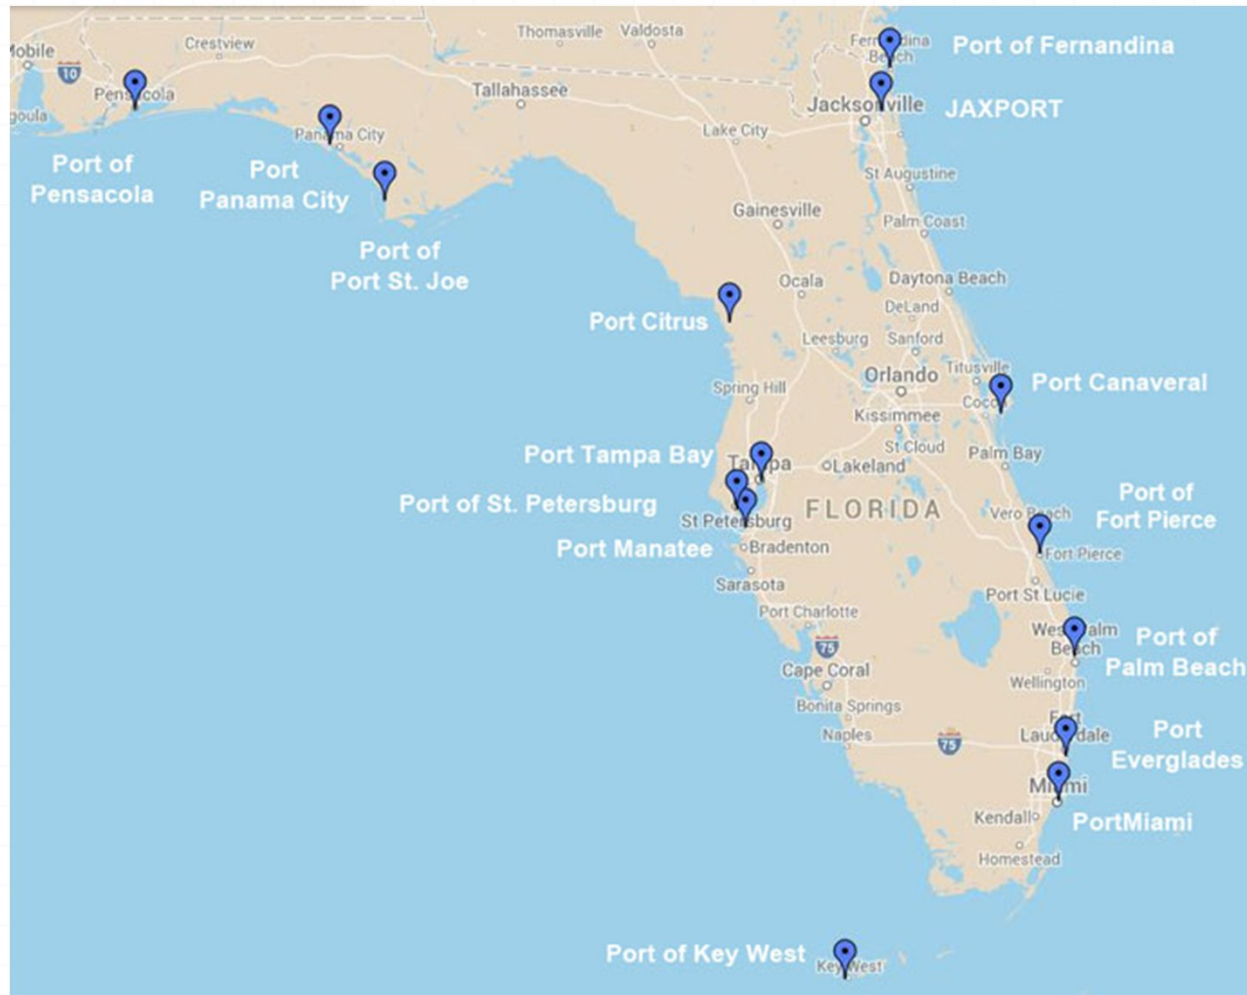 Thomasville
Valdosta
Crestview
Mobile
10
Pensacola
goula
Port of
Pensacola
Panama City
Port
Panama City
Port of
Port St. Joe
Tallahassee
Lake City
Fernandina
Beach
Port of Fernandina
Jacksonville
JAXPORT
St Augustine
Gainesville
Palm Coast
Ocala
Daytona Beach
DeLand
Port Citrus
Leesburg
Sanford
Orlando
Titusville
Cocoa
Port Canaveral
Spring Hill
Kissimmee
St Cloud
Palm Bay
Port Tampa Bay
Tampa
Lakeland
Port of St. Petersburg
St Petersburg
FLORIDA
Vero Beach
Port of
Fort Pierce
Port Manatee
Bradenton
Fort Pierce
Sarasota
Port St Lucie
Port Charlotte
75
West Palm
Beach
Port of
Palm Beach
Cape Coral
Wellington
Bonita Springs
Naples
75
Fort
Lauderdale
Port
Everglades
Miami
Kendall
PortMiami
Homestead
Port of Key West
Key West